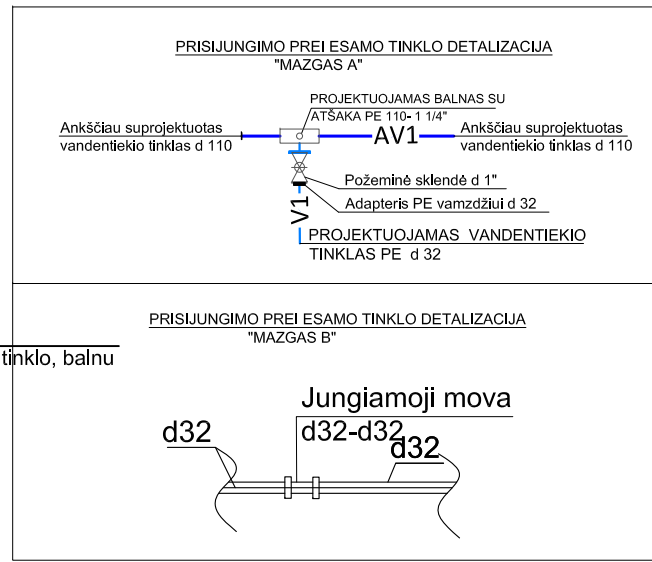 PRISIJUNGIMO PREI ESAMO TINKLO DETALIZACIJA
"MAZGAS A"
PROJEKTUOJAMAS BALNAS SU
ATŠAKA PE 110- 1 1/4"
Ankščiau suprojektuotas
vandentiekio tinklas d 110
AV1
Ankščiau suprojektuotas
vandentiekio tinklas d 110
Požeminė sklendė d 1"
Adapteris PE vamzdžiui d 32
V1
PROJEKTUOJAMAS VANDENTIEKIO
TINKLAS PE d 32
PRISIJUNGIMO PREI ESAMO TINKLO DETALIZACIJA
"MAZGAS B"
tinklo, balnu
Jungiamoji mova
d32-d32
d32
d32